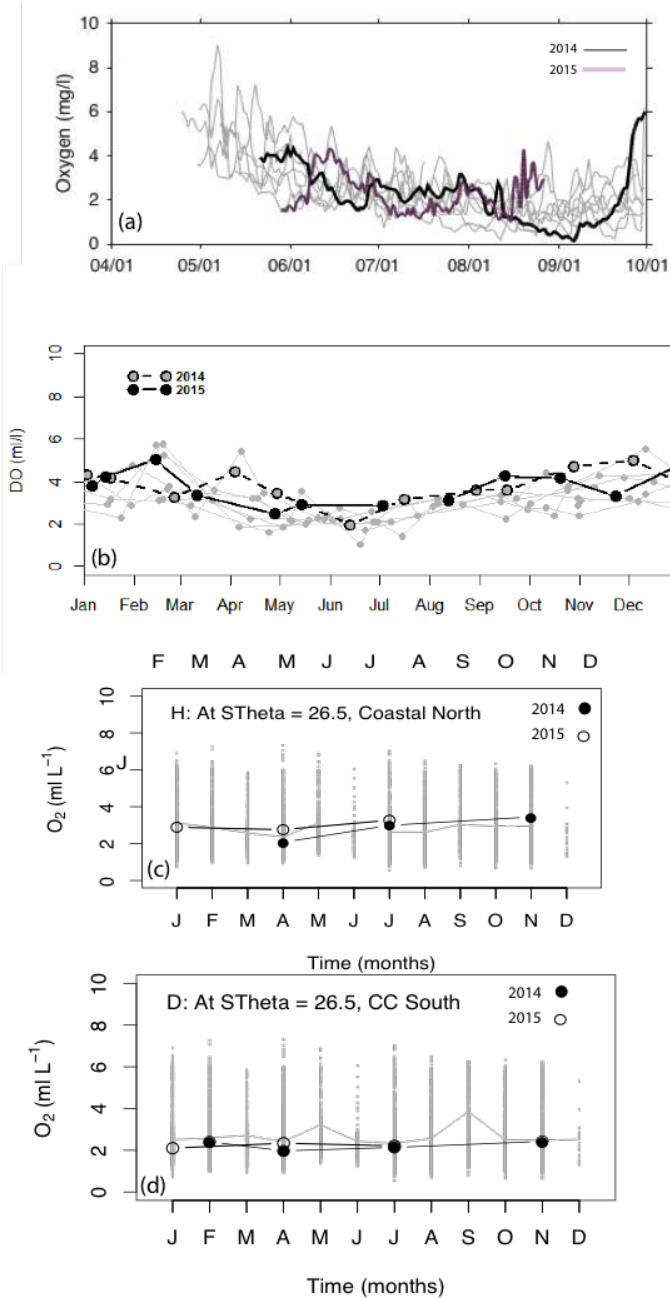 10
8
6
4
2
0
Oxygen (mg/l)
2014
2015
(a)
04/01 05/01 06/01 07/01 08/01 09/01 10/01
10
8
6
4
2
0
DO (ml/l)
2014
2015
(b)
Jan Feb Mar Apr May Jun Jul Aug Sep Oct Nov Dec
F M A M J J A S O N D
10
8
6
4
2
0
O₂ (ml L⁻¹)
H: At STheta = 26.5, Coastal North
2014
2015
J
(c)
J F M A M J J A S O N D
Time (months)
10
8
6
4
2
0
O₂ (ml L⁻¹)
D: At STheta = 26.5, CC South
2014
2015
(d)
J F M A M J J A S O N D
Time (months)